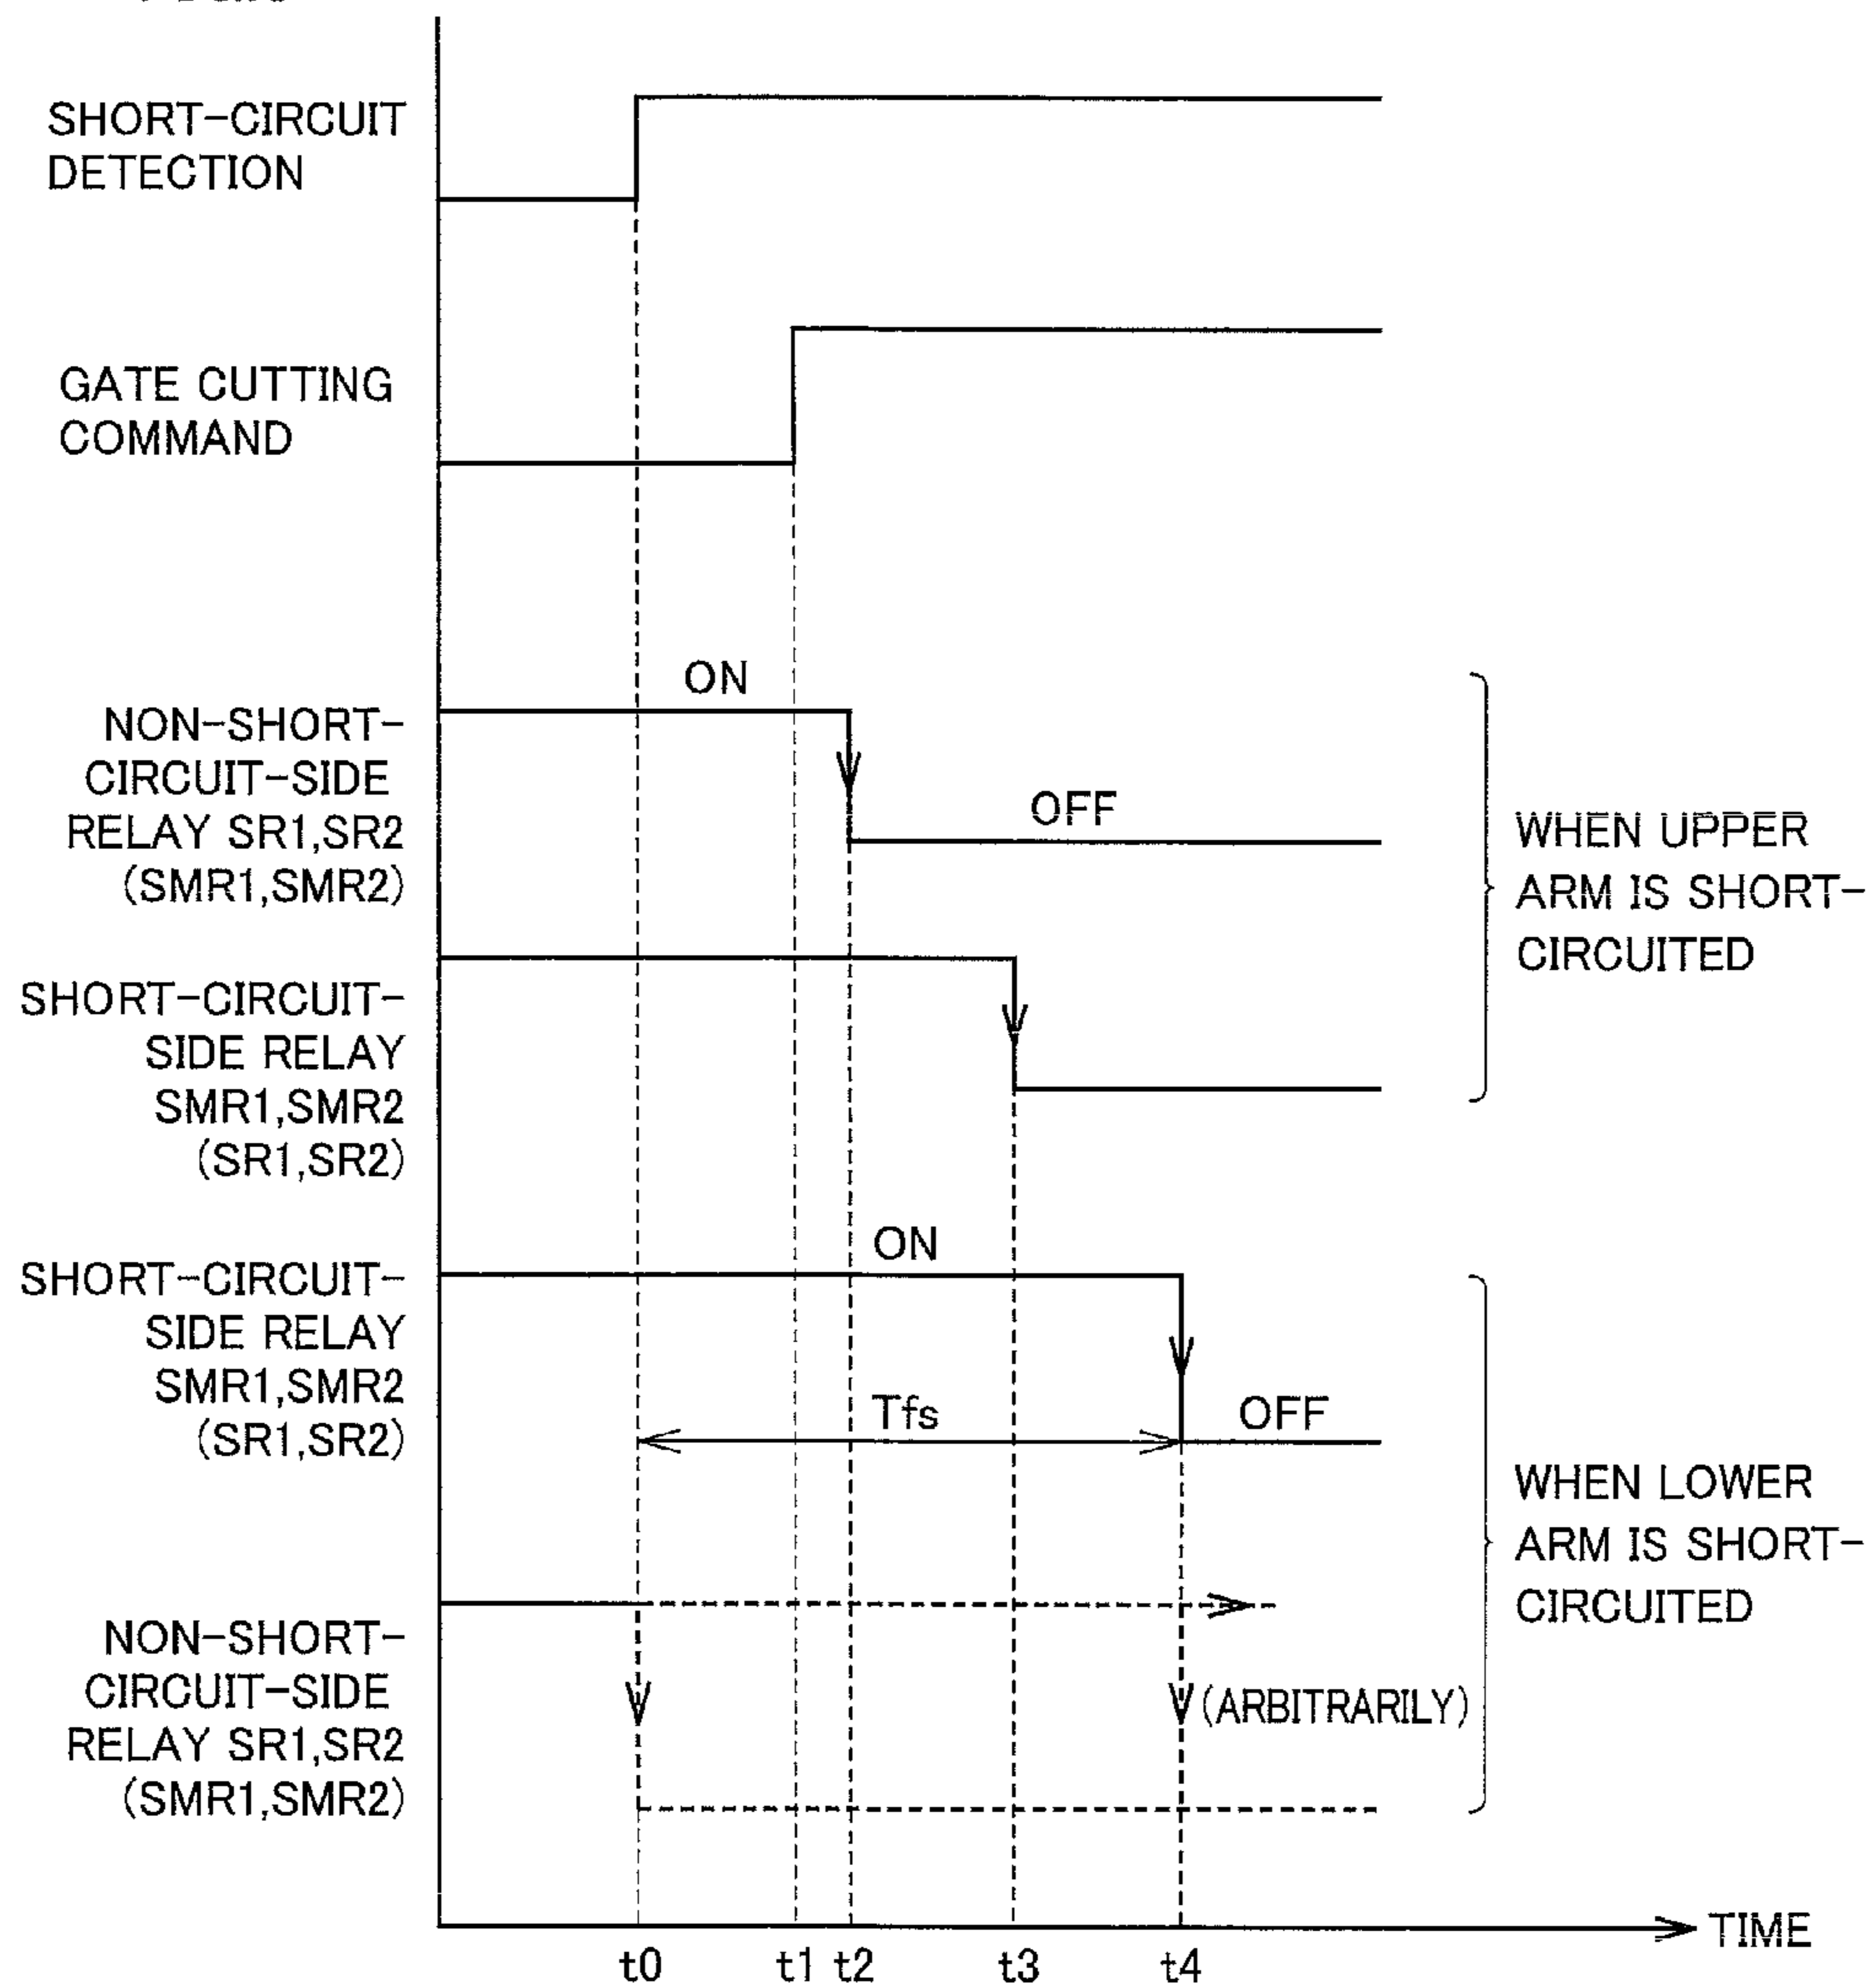 SHORT-CIRCUIT
DETECTION
GATE CUTTING
COMMAND
ON
NON-SHORT-
CIRCUIT-SIDE
RELAY SR1,SR2
(SMR1,SMR2)
OFF
WHEN UPPER
ARM IS SHORT-
CIRCUITED
SHORT-CIRCUIT-
SIDE RELAY
SMR1,SMR2
(SR1,SR2)
ON
SHORT-CIRCUIT-
SIDE RELAY
SMR1,SMR2
(SR1,SR2)
Tfs
OFF
WHEN LOWER
ARM IS SHORT-
CIRCUITED
NON-SHORT-
CIRCUIT-SIDE
RELAY SR1,SR2
(SMR1,SMR2)
(ARBITRARILY)
TIME
t0 t1 t2 t3 t4